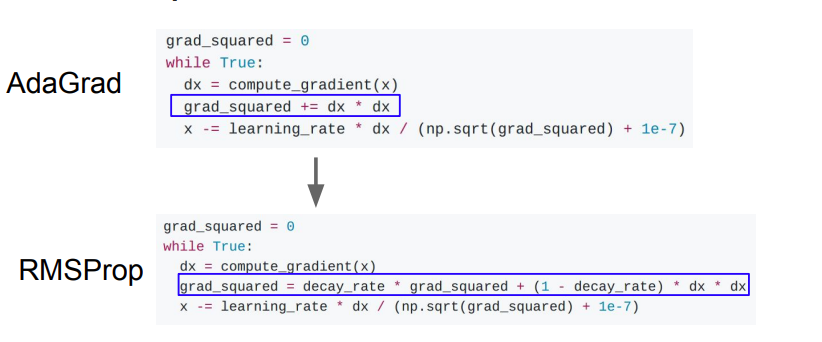 AdaGrad
grad_squared = 0
while True:
dx = compute_gradient(x)
grad_squared += dx * dx
x -= learning_rate * dx / (np.sqrt(grad_squared) + 1e-7)
RMSProp
grad_squared = 0
while True:
dx = compute_gradient(x)
grad_squared = decay_rate * grad_squared + (1 - decay_rate) * dx * dx
x -= learning_rate * dx / (np.sqrt(grad_squared) + 1e-7)